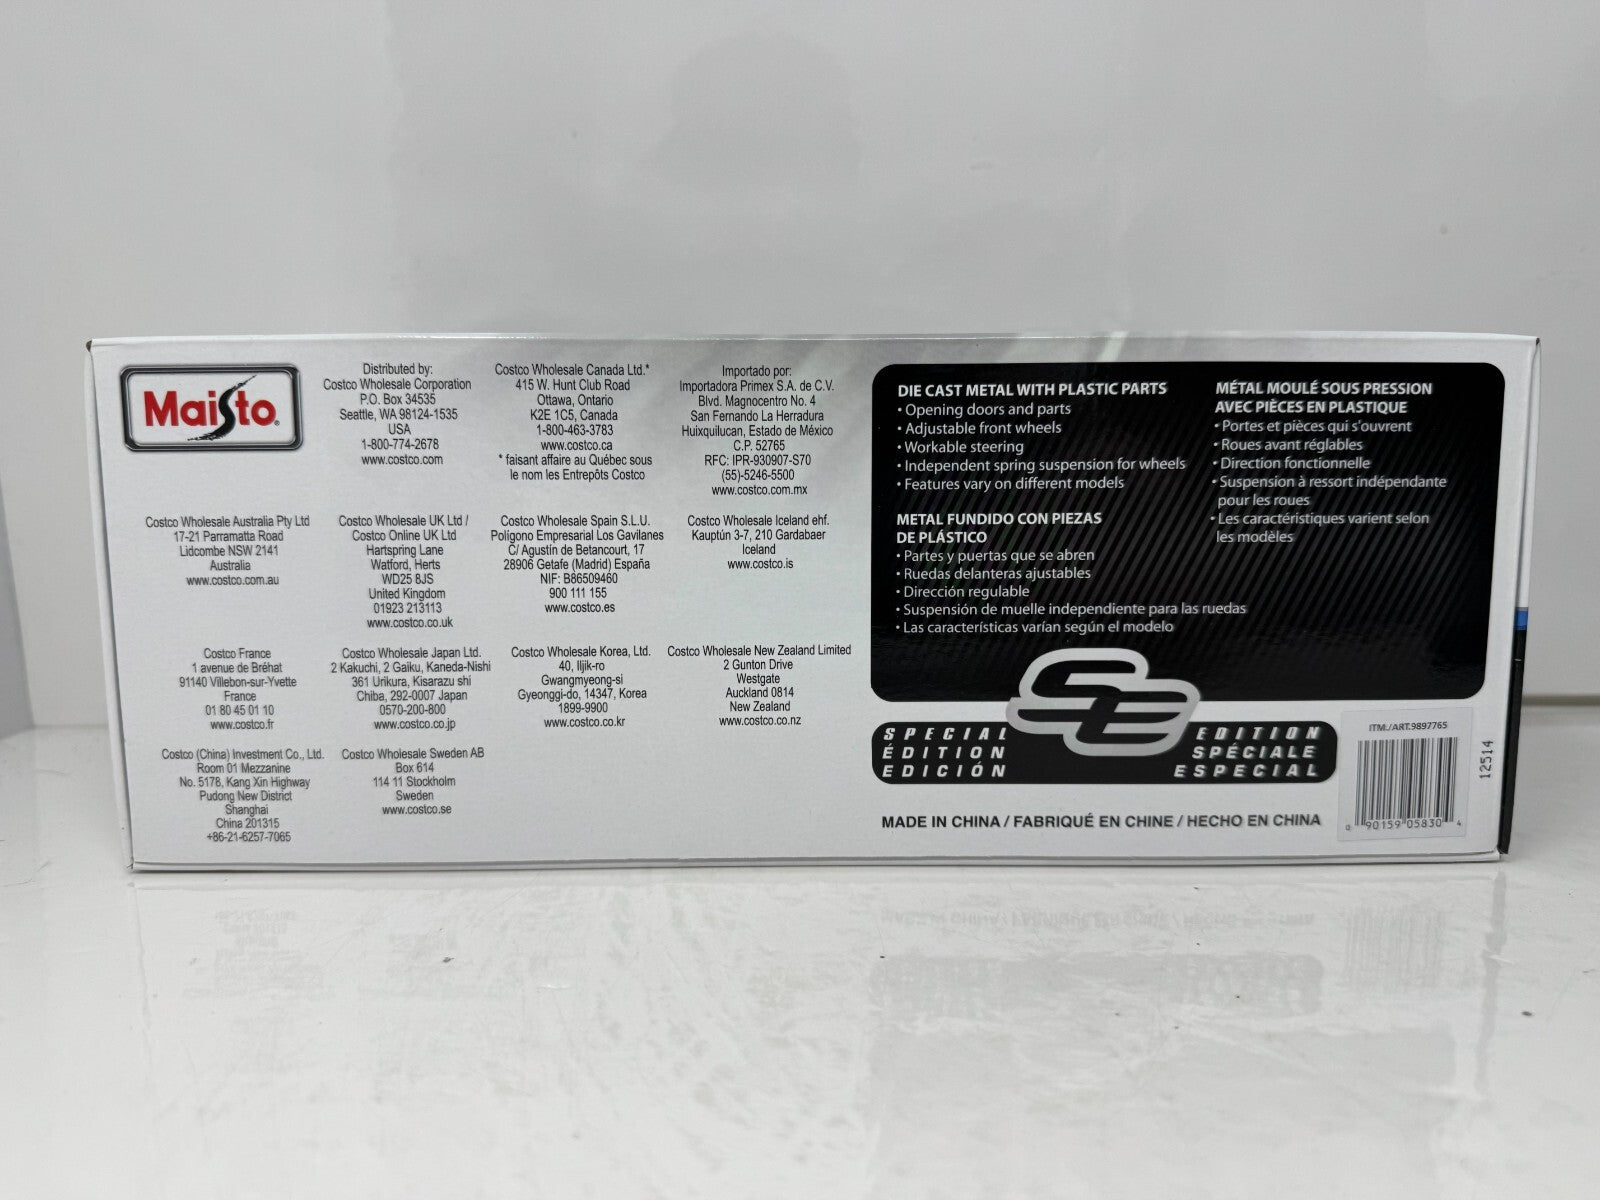 Maisto®
Distributed by:
Costco Wholesale Corporation
P.O. Box 34535
Seattle, WA 98124-1535
USA
1-800-774-2678
www.costco.com
Costco Wholesale Canada Ltd.*
415 W. Hunt Club Road
Ottawa, Ontario
K2E 1C5, Canada
1-800-463-3783
www.costco.ca
* faisant affaire au Québec sous
le nom les Entrepôts Costco
Importado por:
Importadora Primex S.A. de C.V.
Blvd. Magnocentro No. 4
San Fernando La Herradura
Huixquilucan, Estado de México
C.P. 52765
RFC: IPR-930907-S70
(55)-5246-5500
www.costco.com.mx
Costco Wholesale Australia Pty Ltd
17-21 Parramatta Road
Lidcombe NSW 2141
Australia
www.costco.com.au
Costco Wholesale UK Ltd /
Costco Online UK Ltd
Hartspring Lane
Watford, Herts
WD25 8JS
United Kingdom
01923 213113
www.costco.co.uk
Costco Wholesale Spain S.L.U.
Polígono Empresarial Los Gavilanes
C/ Agustín de Betancourt, 17
28906 Getafe (Madrid) España
NIF: B86509460
900 111 155
www.costco.es
Costco Wholesale Iceland ehf.
Kauptún 3-7, 210 Gardabaer
Iceland
www.costco.is
Costco France
1 avenue de Bréhat
91140 Villebon-sur-Yvette
France
01 80 45 01 10
www.costco.fr
Costco Wholesale Japan Ltd.
2 Kakuchi, 2 Gaiku, Kaneda-Nishi
361 Urikura, Kisarazu shi
Chiba, 292-0007 Japan
0570-200-800
www.costco.co.jp
Costco Wholesale Korea, Ltd.
40, Iljik-ro
Gwangmyeong-si
Gyeonggi-do, 14347, Korea
1899-9900
www.costco.co.kr
Costco Wholesale New Zealand Limited
2 Gunton Drive
Westgate
Auckland 0814
New Zealand
www.costco.co.nz
Costco (China) Investment Co., Ltd.
Room 01 Mezzanine
No. 5178, Kang Xin Highway
Pudong New District
Shanghai
China 201315
+86-21-6257-7065
Costco Wholesale Sweden AB
Box 614
114 11 Stockholm
Sweden
www.costco.se
DIE CAST METAL WITH PLASTIC PARTS
• Opening doors and parts
• Adjustable front wheels
• Workable steering
• Independent spring suspension for wheels
• Features vary on different models
METAL FUNDIDO CON PIEZAS
DE PLÁSTICO
• Partes y puertas que se abren
• Ruedas delanteras ajustables
• Dirección regulable
• Suspensión de muelle independiente para las ruedas
• Las características varían según el modelo
MÉTAL MOULÉ SOUS PRESSION
AVEC PIÈCES EN PLASTIQUE
• Portes et pièces qui s'ouvrent
• Roues avant réglables
• Direction fonctionnelle
• Suspension à ressort indépendante
pour les roues
• Les caractéristiques varient selon
les modèles
SE
SPECIAL EDITION
ÉDITION SPÉCIALE
EDICIÓN ESPECIAL
MADE IN CHINA / FABRIQUÉ EN CHINE / HECHO EN CHINA
ITM./ART.9897765
0 90159 05830 4
12514